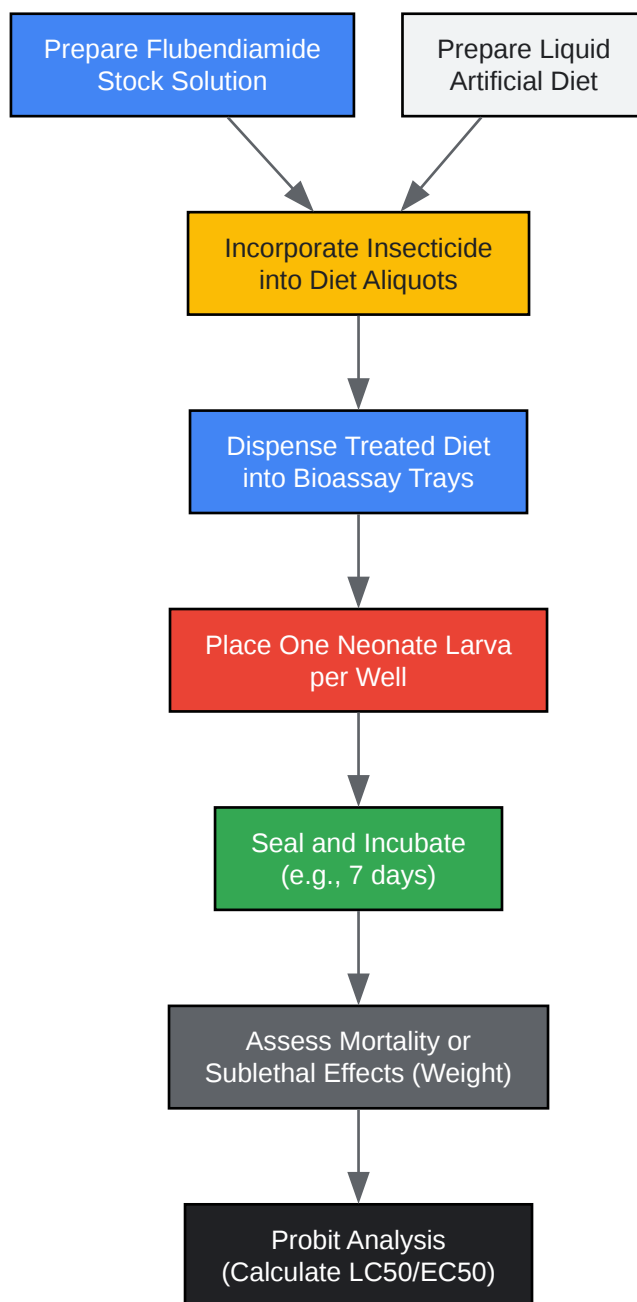 Prepare Flubendiamide
Stock Solution
Prepare Liquid
Artificial Diet
Incorporate Insecticide
into Diet Aliquots
Dispense Treated Diet
into Bioassay Trays
Place One Neonate Larva
per Well
Seal and Incubate
(e.g., 7 days)
Assess Mortality or
Sublethal Effects (Weight)
Probit Analysis
(Calculate LC50/EC50)